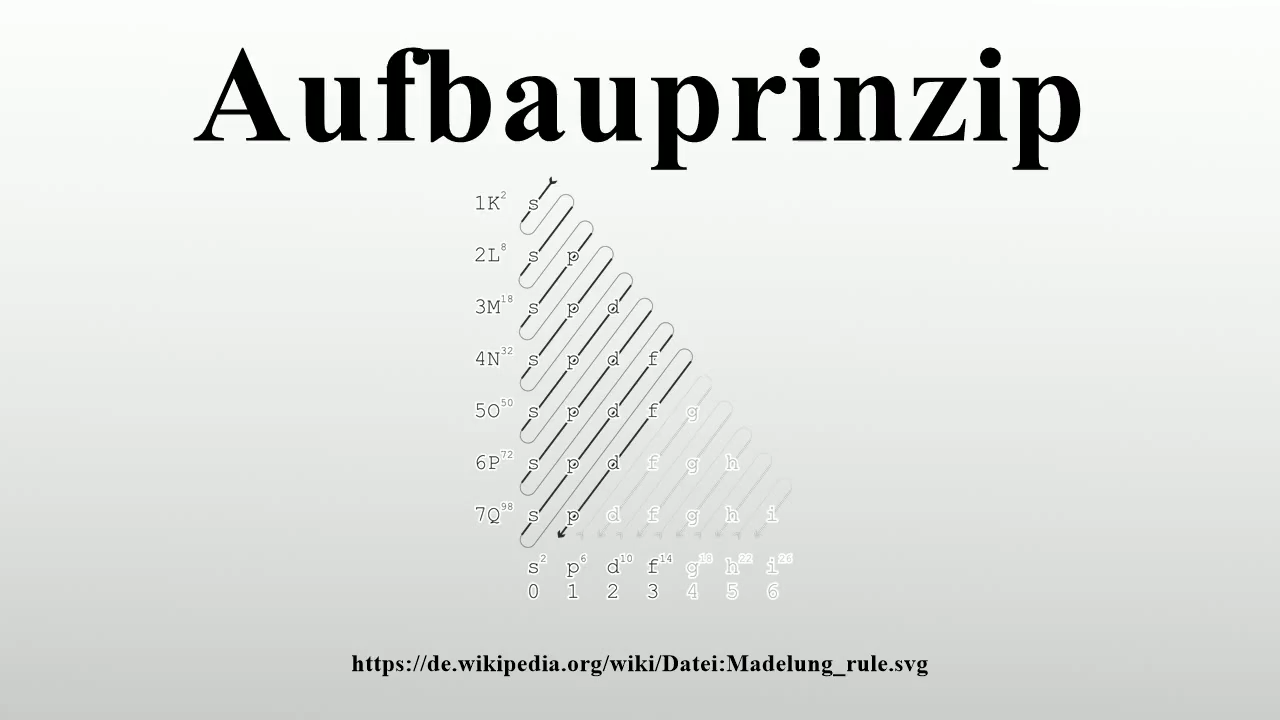 Aufbauprinzip
1K² s
2L⁸ s p
3M¹⁸ s p d
4N³² s p d f
5O⁵⁰ s p d f g
6P⁷² s p d f g h
7Q⁹⁸ s p d f g h i
s² p⁶ d¹⁰ f¹⁴ g¹⁸ h²² i²⁶
0 1 2 3 4 5 6
https://de.wikipedia.org/wiki/Datei:Madelung_rule.svg